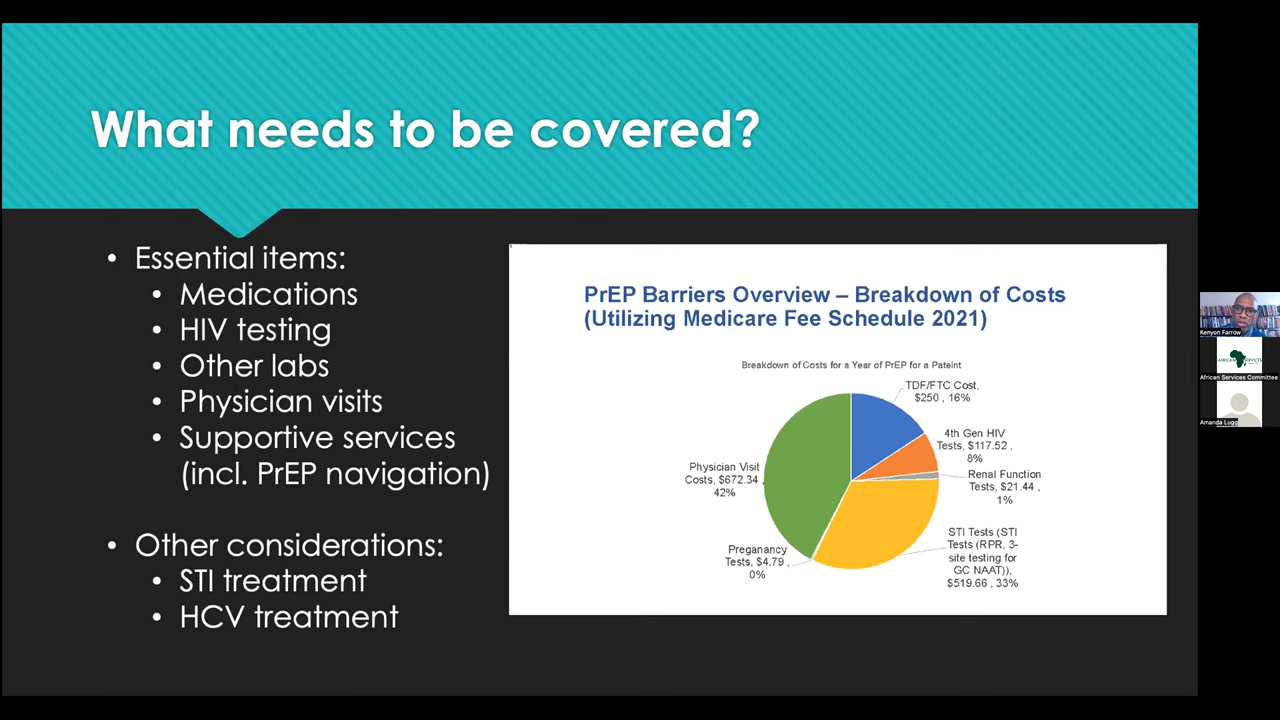 What needs to be covered?
• Essential items:
• Medications
• HIV testing
• Other labs
• Physician visits
• Supportive services
(incl. PrEP navigation)
• Other considerations:
• STI treatment
• HCV treatment
PrEP Barriers Overview – Breakdown of Costs
(Utilizing Medicare Fee Schedule 2021)
Breakdown of Costs for a Year of PrEP for a Pateint
TDF/FTC Cost,
$250 , 16%
4th Gen HIV
Tests, $117.52 ,
8%
Renal Function
Tests, $21.44 ,
1%
STI Tests (STI
Tests (RPR, 3-
site testing for
GC NAAT)),
$519.66 , 33%
Preganancy
Tests, $4.79 ,
0%
Physician Visit
Costs, $672.34 ,
42%
Kenyon Farrow
AFRICAN SERVICES
African Services Committee
Amanda Lugg